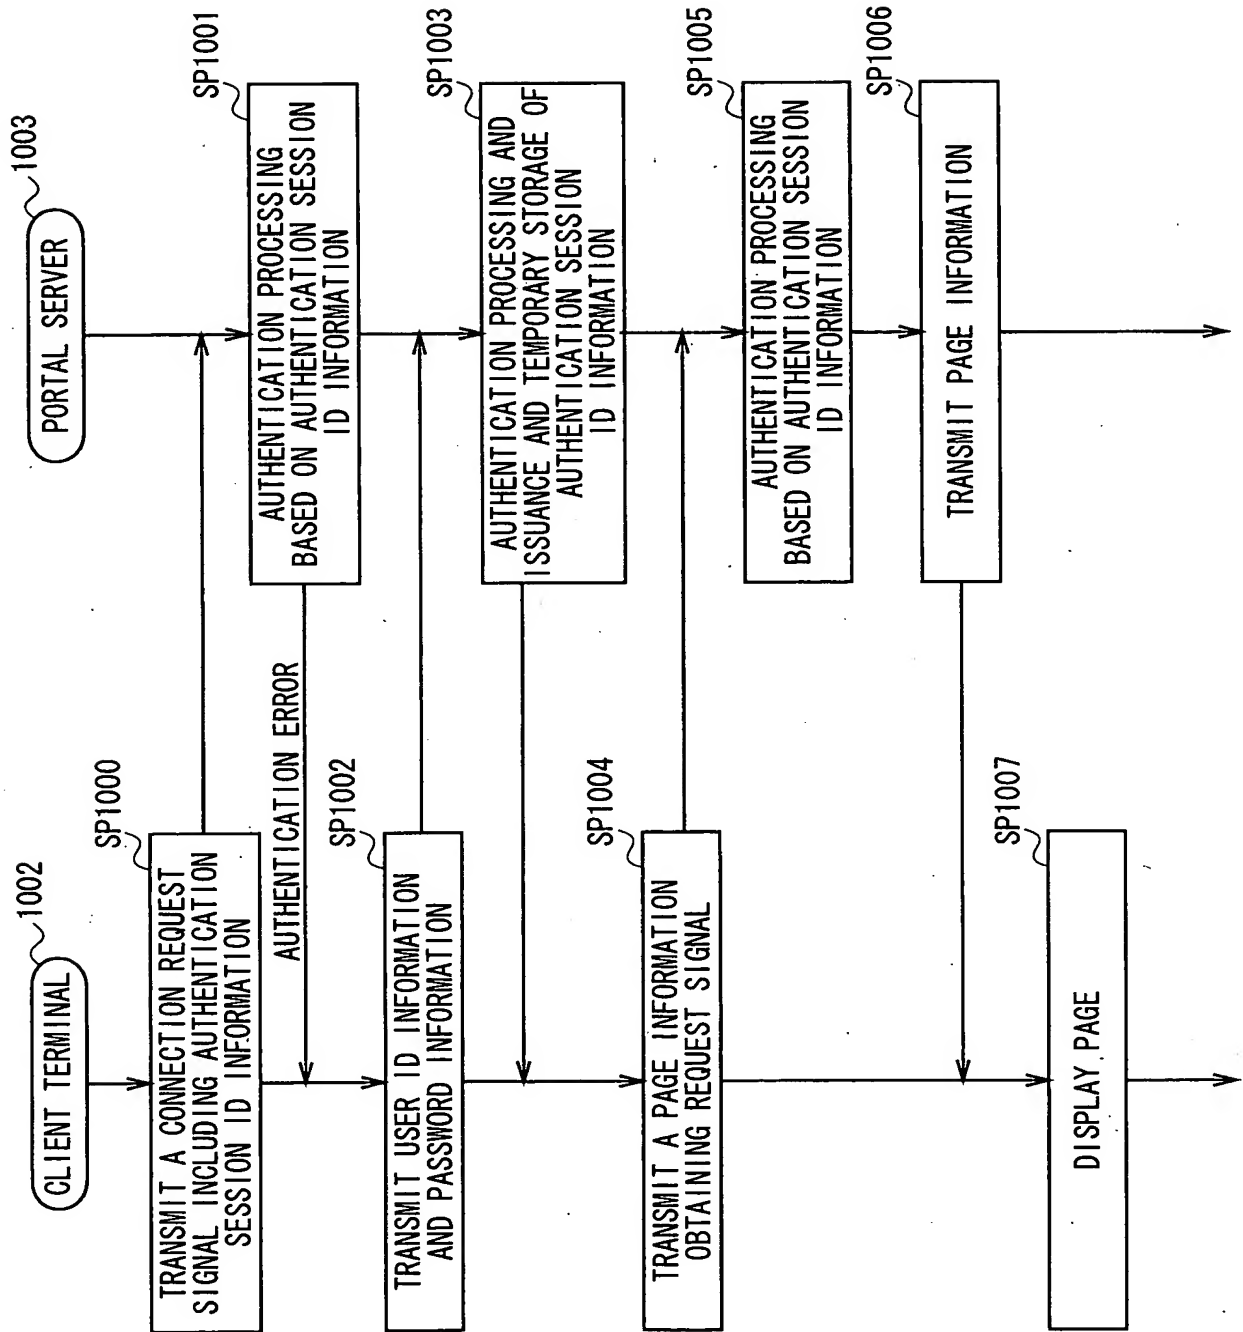 CLIENT TERMINAL
1002
PORTAL SERVER
1003
TRANSMIT A CONNECTION REQUEST
SIGNAL INCLUDING AUTHENTICATION
SESSION ID INFORMATION
SP1000
AUTHENTICATION PROCESSING
BASED ON AUTHENTICATION SESSION
ID INFORMATION
SP1001
AUTHENTICATION ERROR
TRANSMIT USER ID INFORMATION
AND PASSWORD INFORMATION
SP1002
AUTHENTICATION PROCESSING AND
ISSUANCE AND TEMPORARY STORAGE OF
AUTHENTICATION SESSION
ID INFORMATION
SP1003
TRANSMIT A PAGE INFORMATION
OBTAINING REQUEST SIGNAL
SP1004
AUTHENTICATION PROCESSING
BASED ON AUTHENTICATION SESSION
ID INFORMATION
SP1005
TRANSMIT PAGE INFORMATION
SP1006
DISPLAY PAGE
SP1007